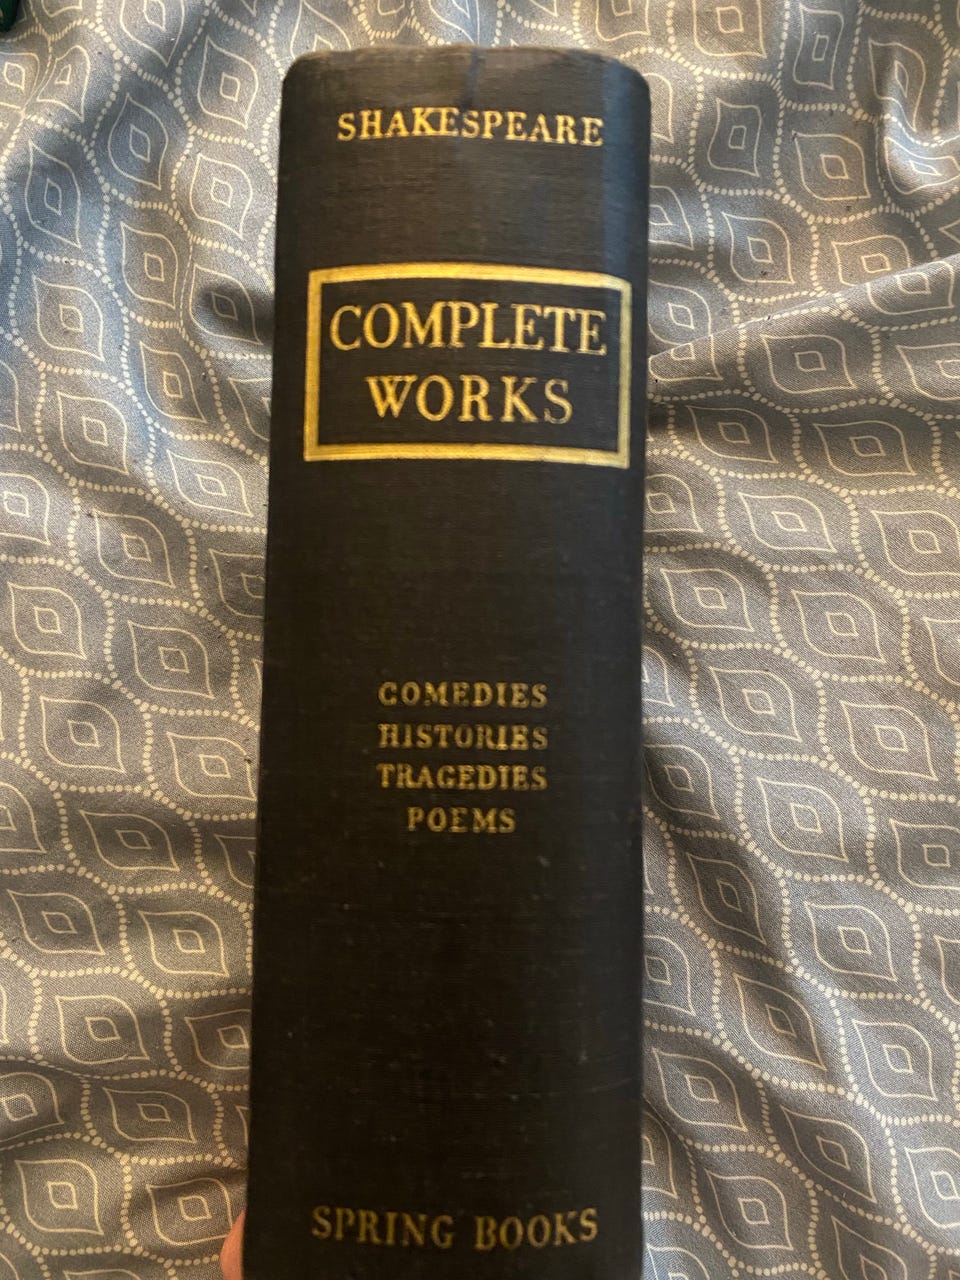 SHAKESPEARE
COMPLETE
WORKS
COMEDIES
HISTORIES
TRAGEDIES
POEMS
SPRING BOOKS